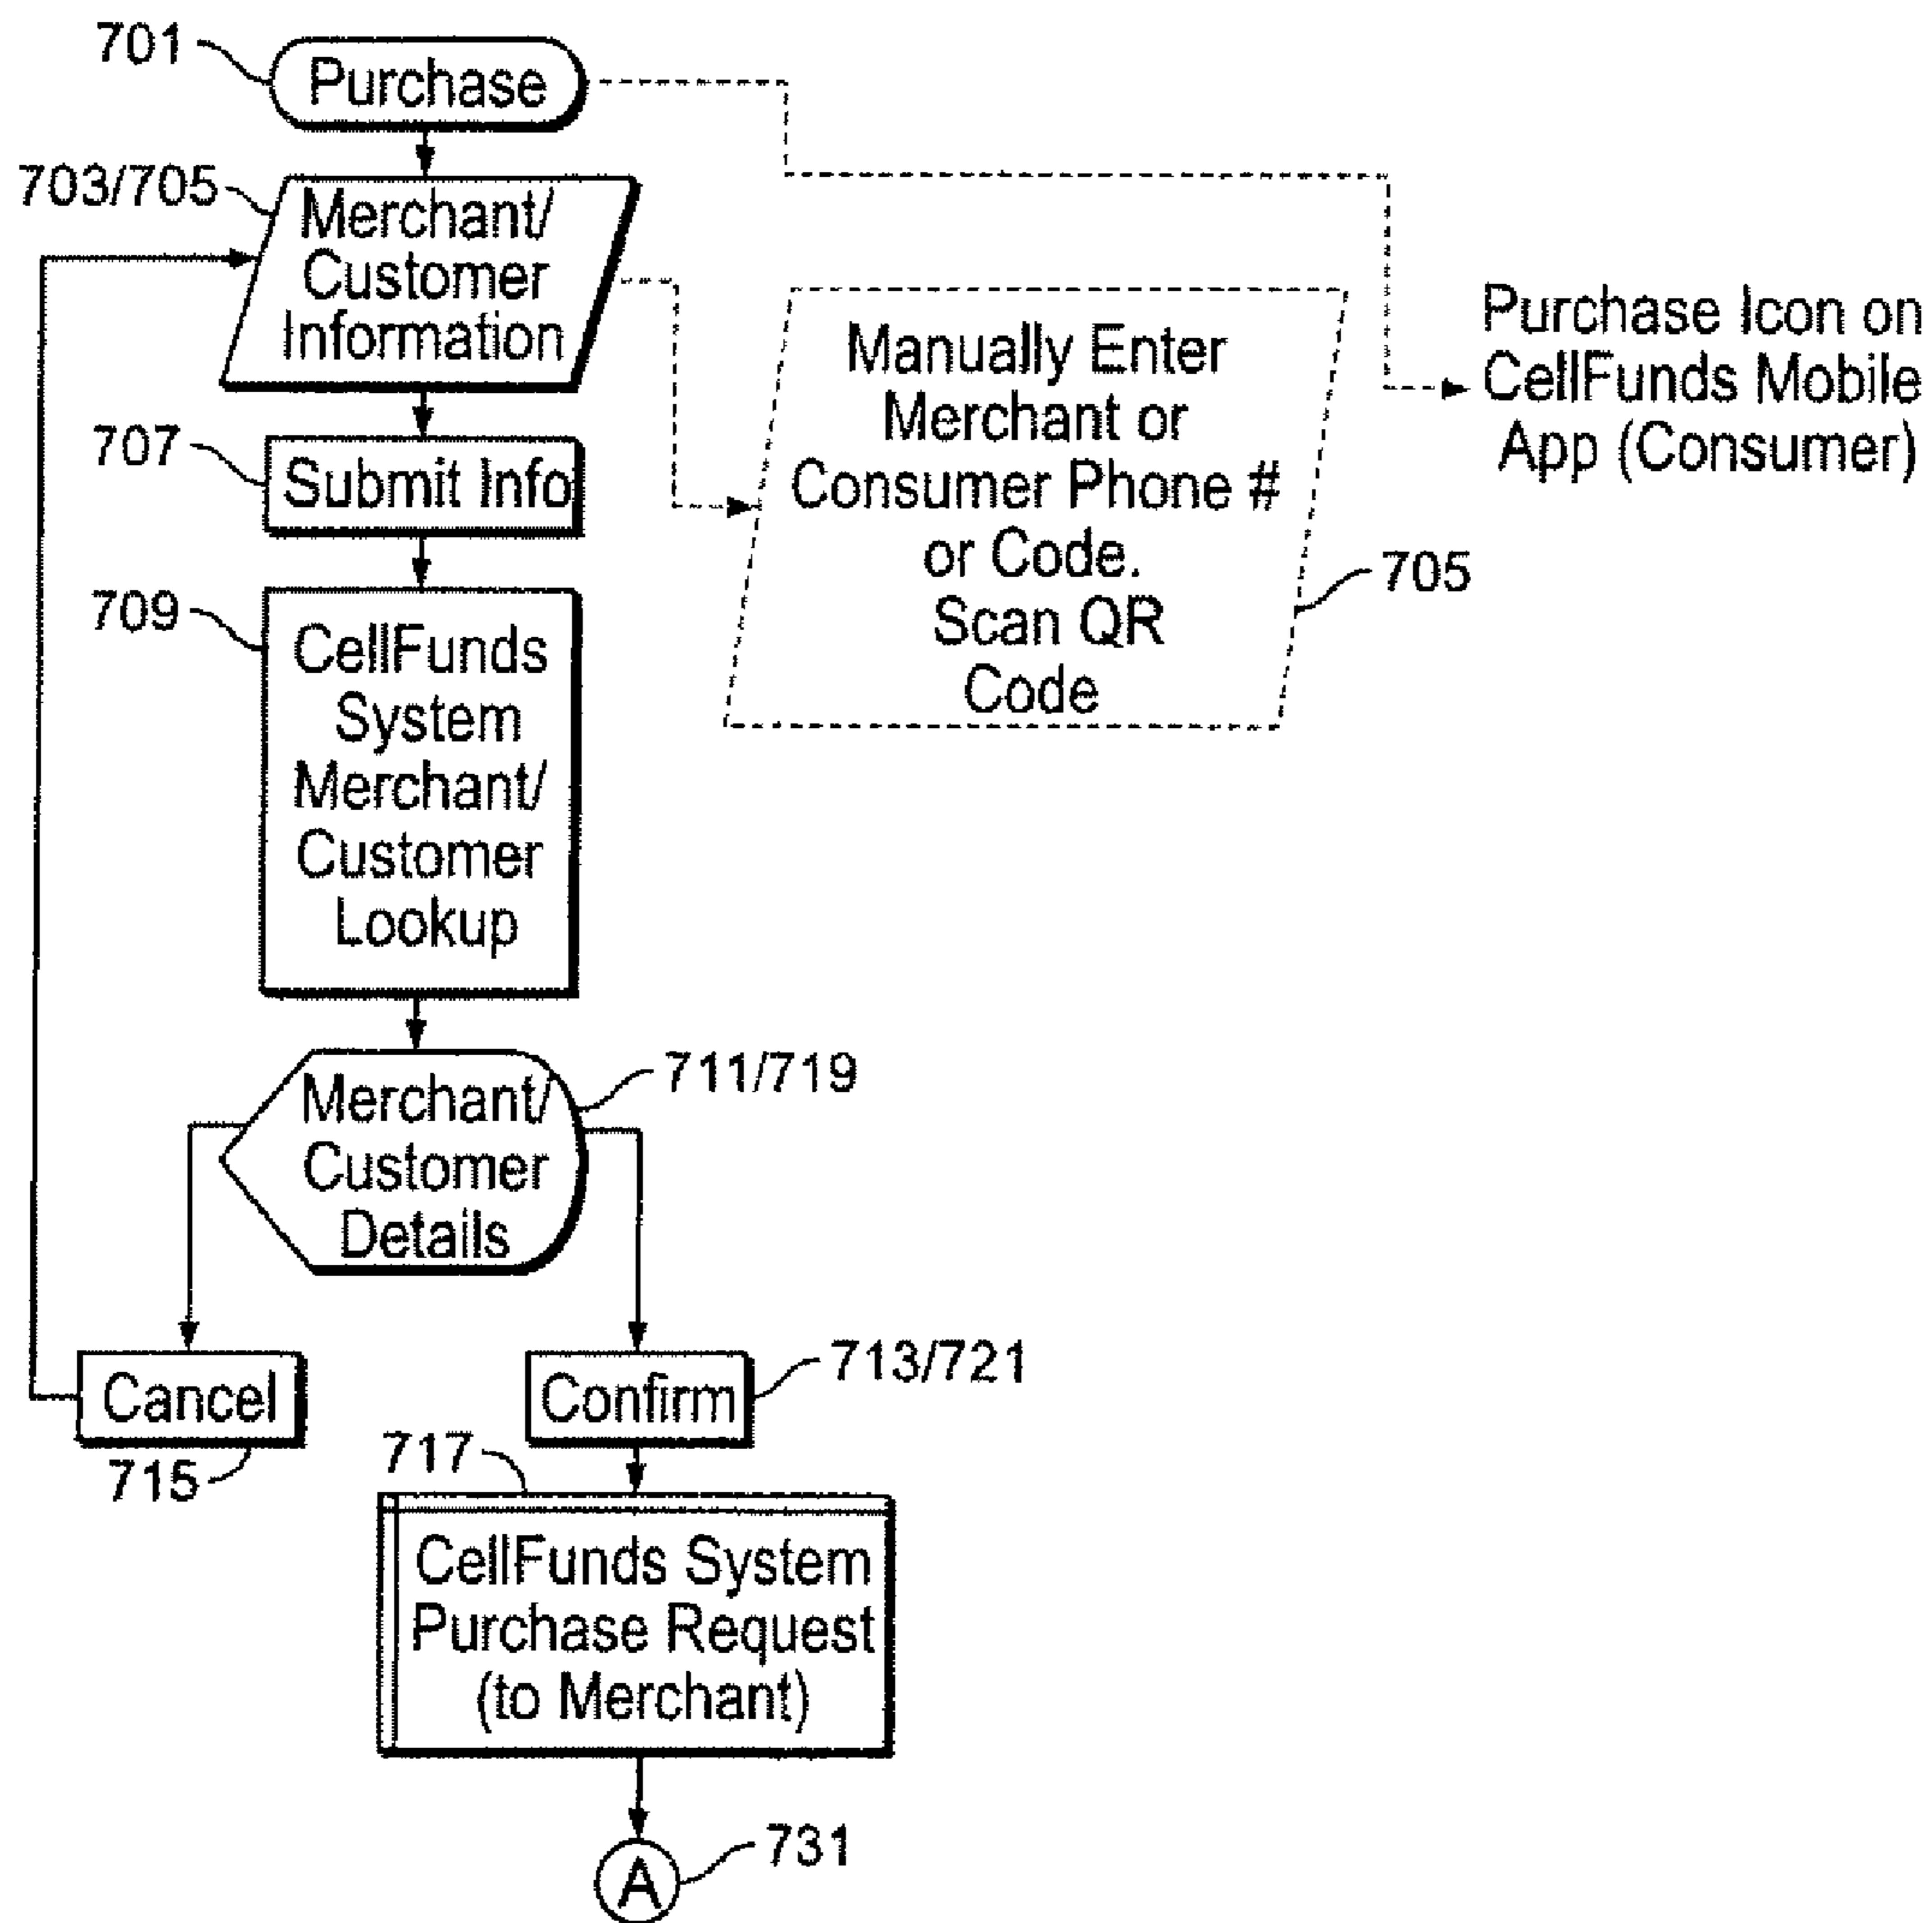 701
Purchase
703/705
Merchant/
Customer
Information
Purchase Icon on
CellFunds Mobile
App (Consumer)
Manually Enter
Merchant or
Consumer Phone #
or Code.
Scan QR
Code
705
707
Submit Info
709
CellFunds
System
Merchant/
Customer
Lookup
711/719
Merchant/
Customer
Details
Cancel
715
Confirm
713/721
717
CellFunds System
Purchase Request
(to Merchant)
A
731